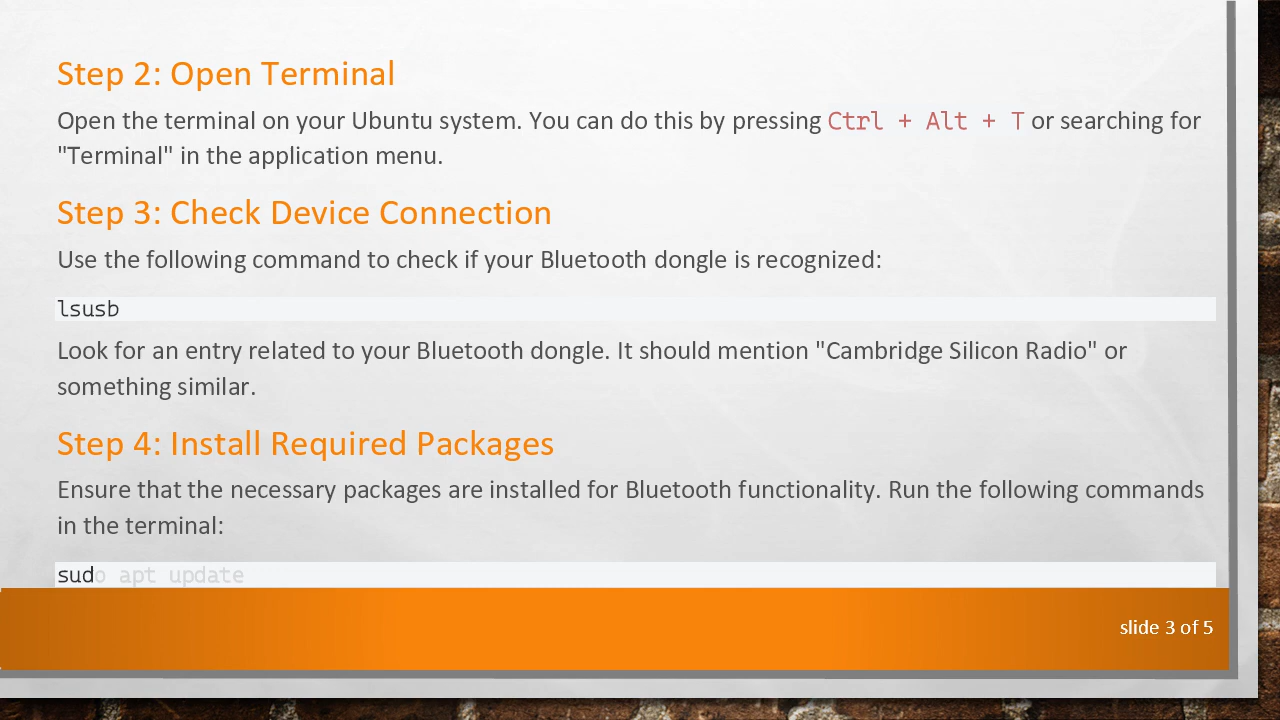 Step 2: Open Terminal
Open the terminal on your Ubuntu system. You can do this by pressing Ctrl + Alt + T or searching for
"Terminal" in the application menu.
Step 3: Check Device Connection
Use the following command to check if your Bluetooth dongle is recognized:
lsusb
Look for an entry related to your Bluetooth dongle. It should mention "Cambridge Silicon Radio" or
something similar.
Step 4: Install Required Packages
Ensure that the necessary packages are installed for Bluetooth functionality. Run the following commands
in the terminal:
sudo apt update
slide 3 of 5